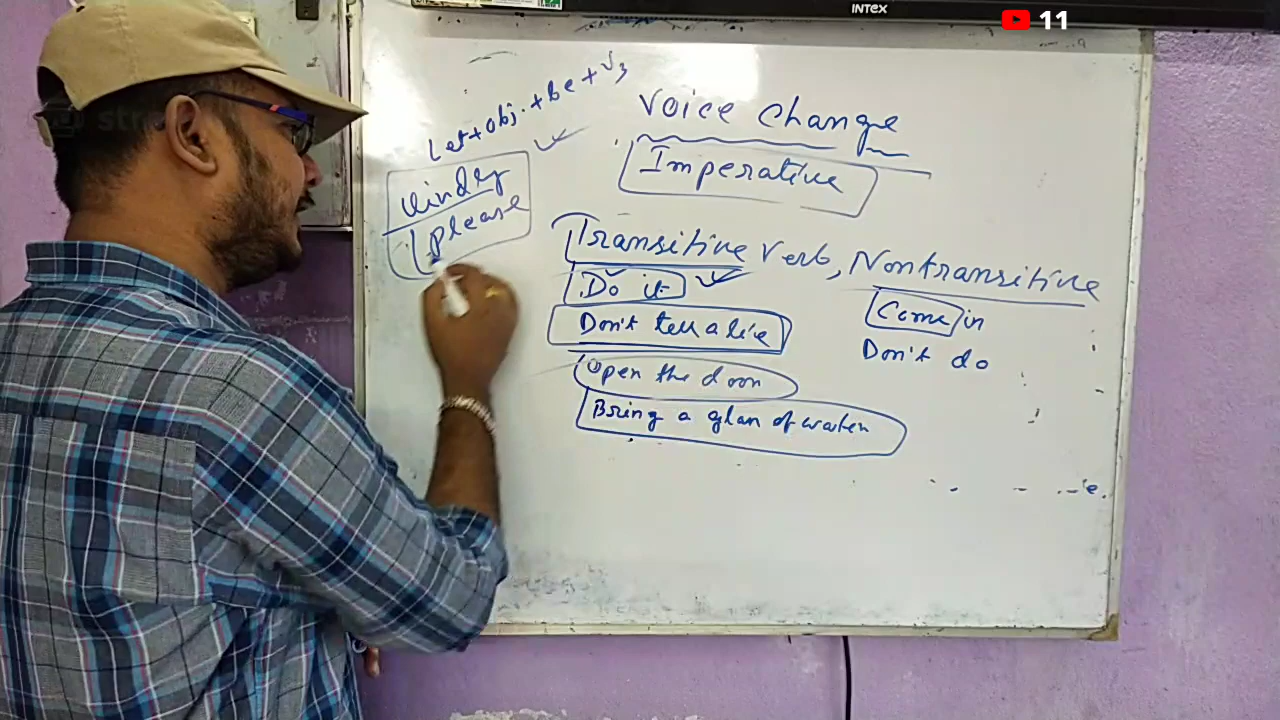 INTEX
11
Let + obj. + be + V3
Voice Change
Imperative
kindly
please
Transitive Verb, Nontransitive
Do it
Come in
Don't tell a lie
Don't do
Open the door
Bring a glass of water